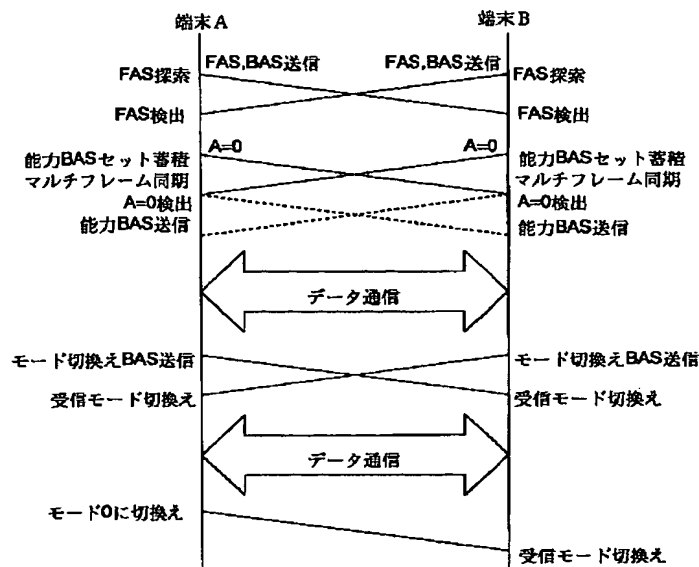 端末A 端末B
FAS,BAS送信 FAS,BAS送信
FAS探索 FAS探索
FAS検出 FAS検出
A=0 A=0
能力BASセット蓄積 能力BASセット蓄積
マルチフレーム同期 マルチフレーム同期
A=0検出 A=0検出
能力BAS送信 能力BAS送信
データ通信
モード切換えBAS送信 モード切換えBAS送信
受信モード切換え 受信モード切換え
データ通信
モード0に切換え
受信モード切換え